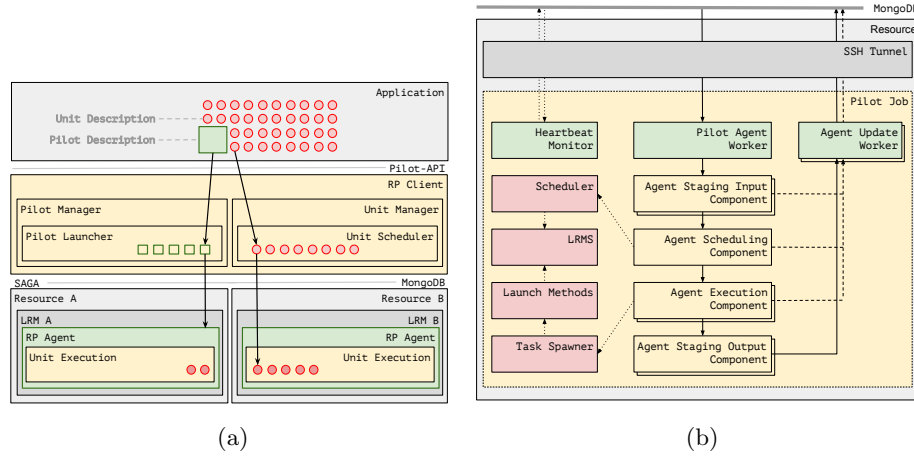 Application
Unit Description
Pilot Description
Pilot-API
RP Client
Pilot Manager
Unit Manager
Pilot Launcher
Unit Scheduler
SAGA
MongoDB
Resource A
Resource B
LRM A
LRM B
RP Agent
RP Agent
Unit Execution
Unit Execution
(a)
MongoDB
Resource
SSH Tunnel
Pilot Job
Heartbeat
Monitor
Pilot Agent
Worker
Agent Update
Worker
Scheduler
Agent Staging Input
Component
LRMS
Agent Scheduling
Component
Launch Methods
Agent Execution
Component
Task Spawner
Agent Staging Output
Component
(b)